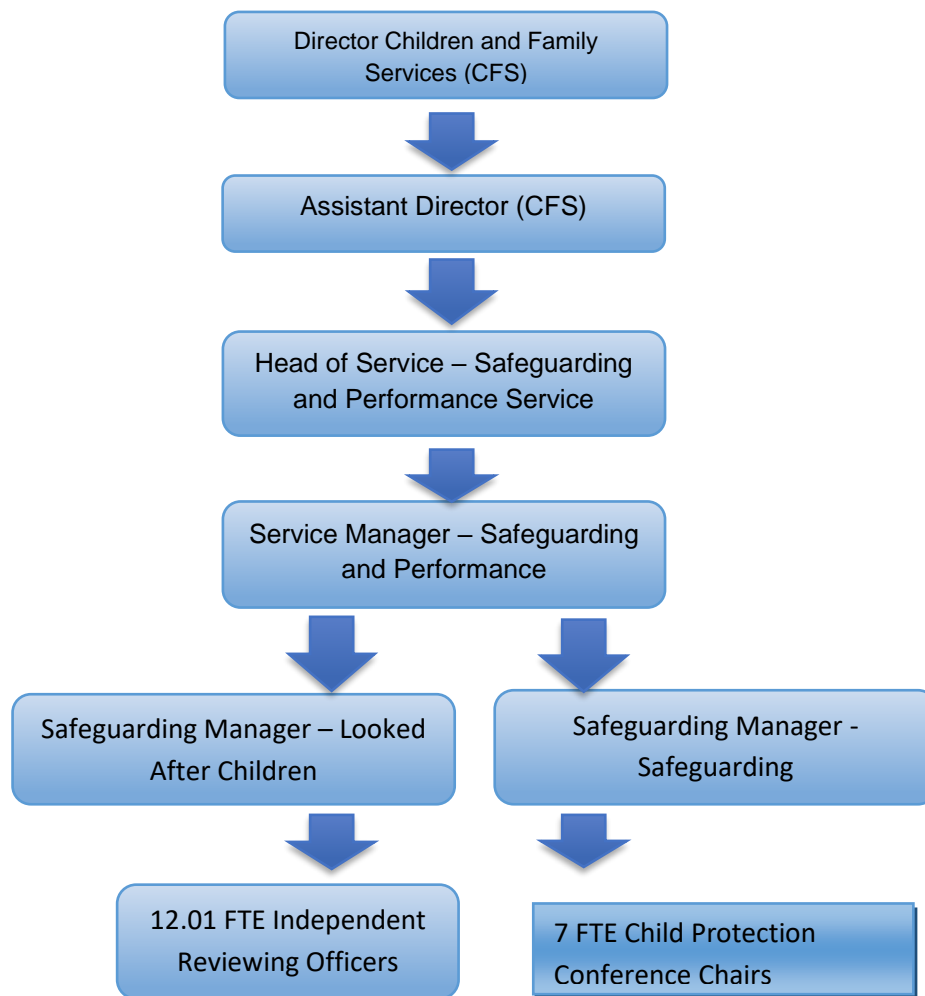 Director Children and Family
Services (CFS)
Assistant Director (CFS)
Head of Service – Safeguarding
and Performance Service
Service Manager – Safeguarding
and Performance
Safeguarding Manager – Looked
After Children
Safeguarding Manager -
Safeguarding
12.01 FTE Independent
Reviewing Officers
7 FTE Child Protection
Conference Chairs